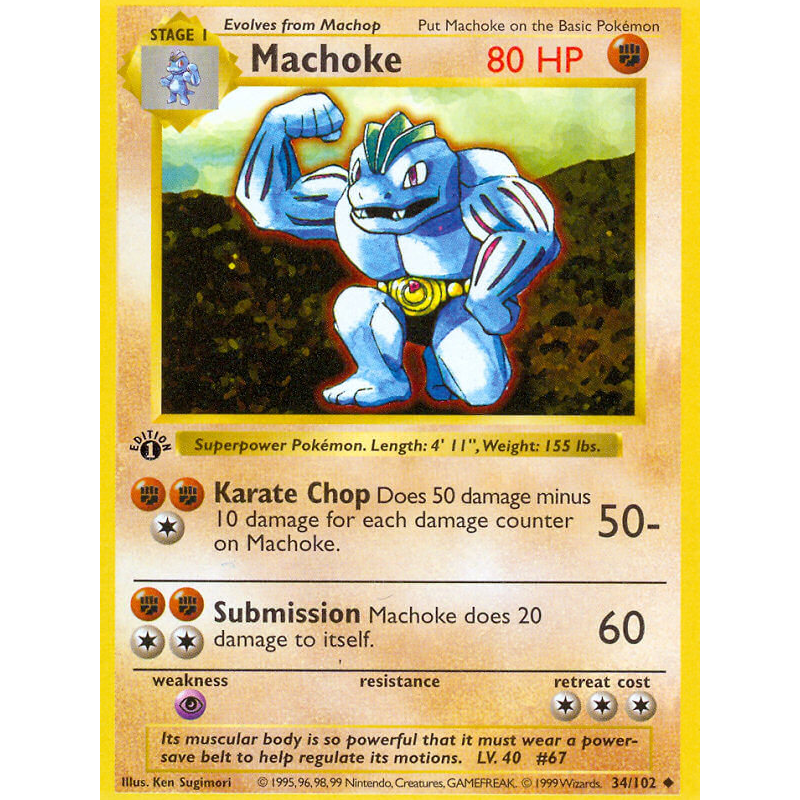 STAGE 1
Evolves from Machop
Put Machoke on the Basic Pokémon
Machoke
80 HP
EDITION
1
Superpower Pokémon. Length: 4' 11", Weight: 155 lbs.
Karate Chop Does 50 damage minus
10 damage for each damage counter
on Machoke.
50-
Submission Machoke does 20
damage to itself.
60
weakness
resistance
retreat cost
Its muscular body is so powerful that it must wear a power-
save belt to help regulate its motions. LV. 40 #67
Illus. Ken Sugimori
© 1995, 96, 98, 99 Nintendo, Creatures, GAMEFREAK. © 1999 Wizards.
34/102